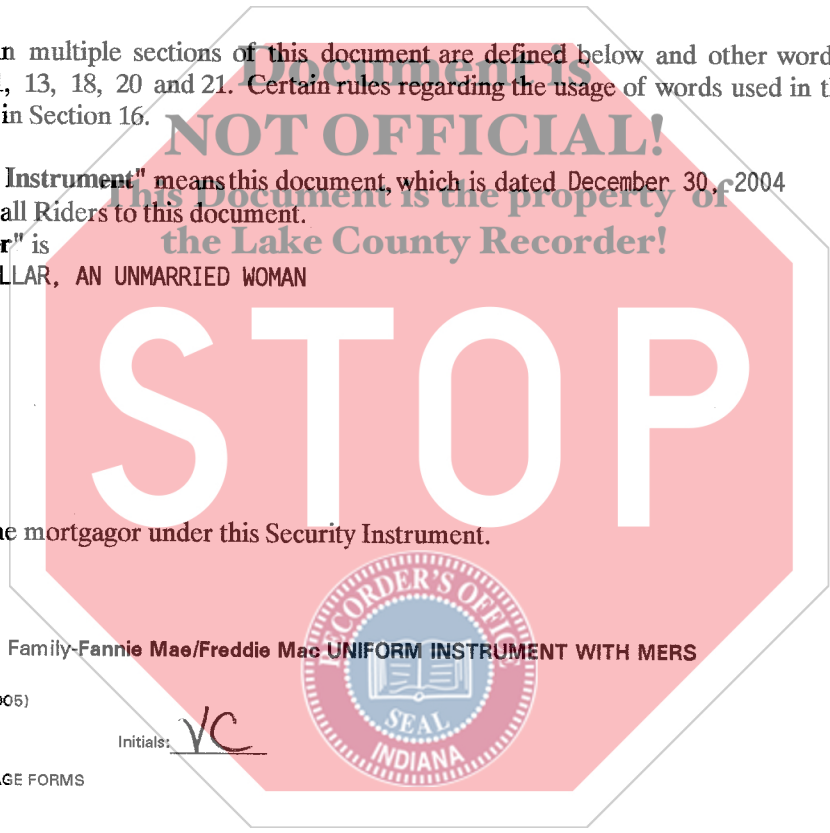 n multiple sections of this document are defined below and other word
, 13, 18, 20 and 21. Certain rules regarding the usage of words used in t
in Section 16.
Document is
NOT OFFICIAL!
This Document is the property of
the Lake County Recorder!
Instrument" means this document, which is dated December 30, 2004
all Riders to this document.
r" is
LLAR, AN UNMARRIED WOMAN
STOP
e mortgagor under this Security Instrument.
RECORDER'S OFFICE
SEAL
INDIANA
Family-Fannie Mae/Freddie Mac UNIFORM INSTRUMENT WITH MERS
005)
Initials: VC
GE FORMS